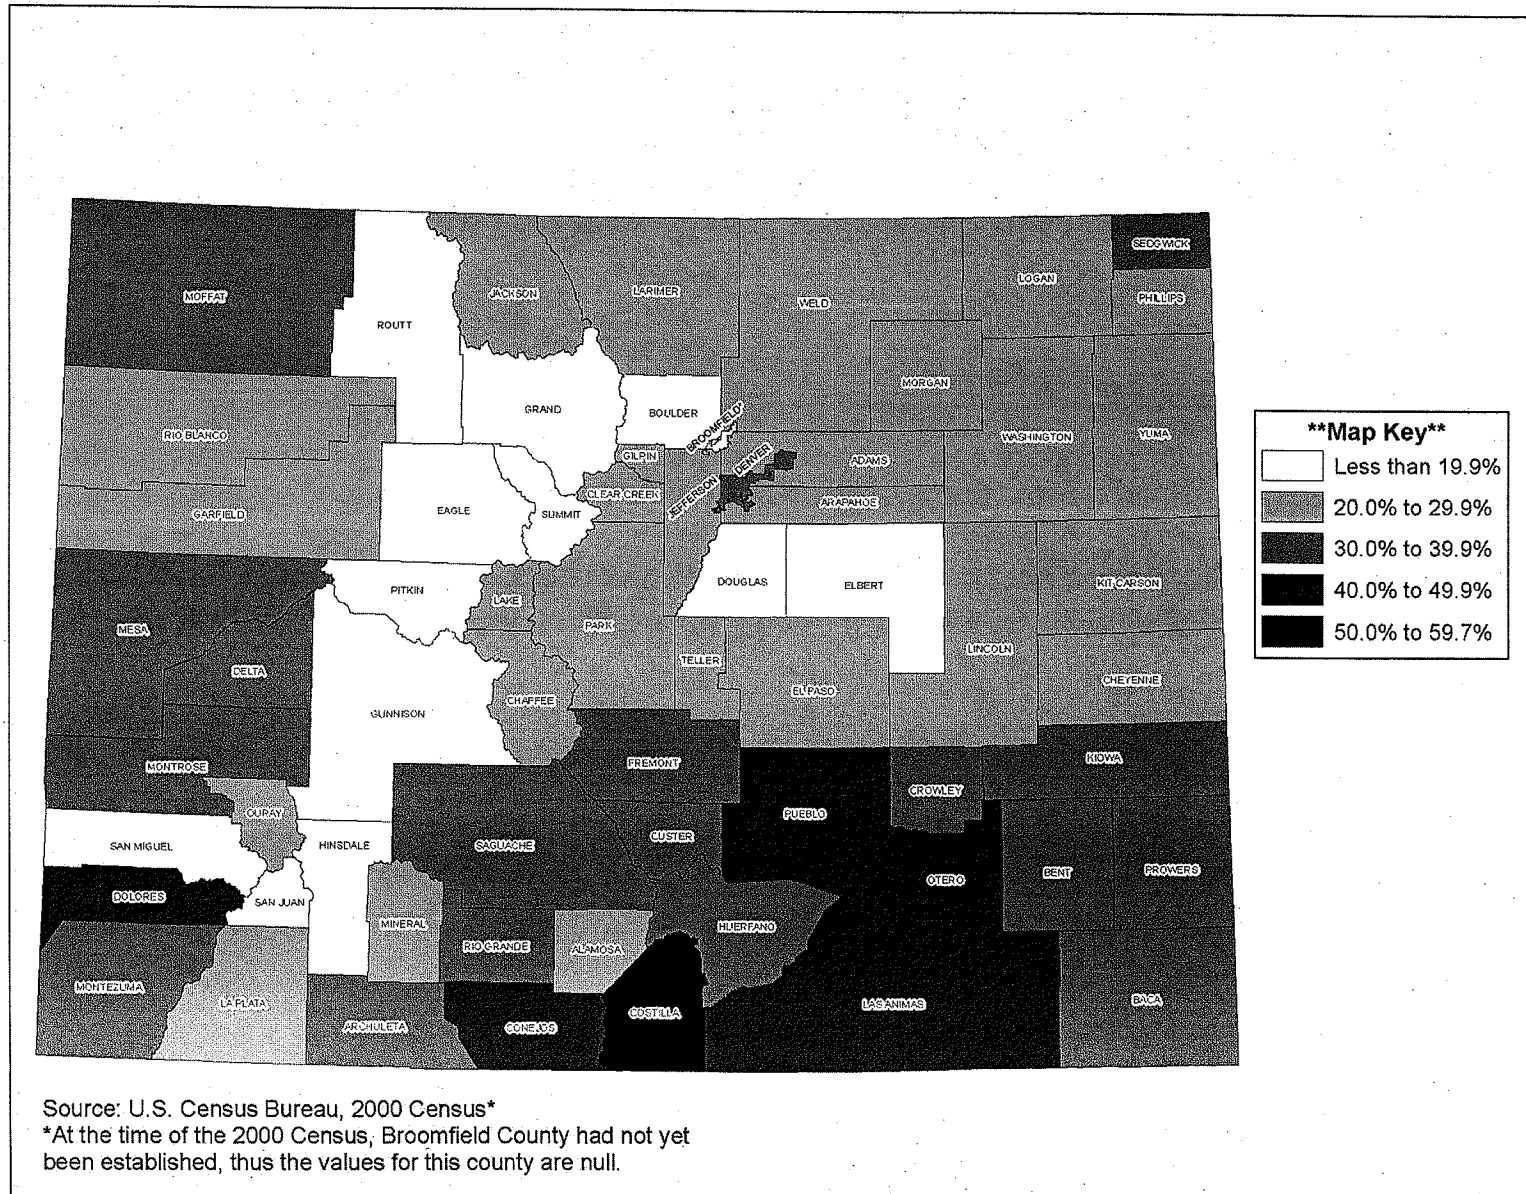 SEDGWICK
LOGAN
MOFFAT
JACKSON
LARIMER
WELD
PHILLIPS
ROUTT
MORGAN
GRAND
BOULDER
BROOMFIELD*
RIO BLANCO
WASHINGTON
YUMA
GILPIN
DENVER
ADAMS
CLEAR CREEK
JEFFERSON
ARAPAHOE
GARFIELD
EAGLE
SUMMIT
DOUGLAS
ELBERT
KIT CARSON
PITKIN
LAKE
MESA
PARK
LINCOLN
DELTA
TELLER
CHEYENNE
CHAFFEE
EL PASO
GUNNISON
MONTROSE
FREMONT
KIOWA
CROWLEY
OURAY
PUEBLO
SAN MIGUEL
HINSDALE
SAGUACHE
CUSTER
BENT
PROWERS
OTERO
DOLORES
SAN JUAN
MINERAL
HUERFANO
RIO GRANDE
ALAMOSA
MONTEZUMA
LA PLATA
ARCHULETA
CONEJOS
COSTILLA
LAS ANIMAS
BACA
**Map Key**
Less than 19.9%
20.0% to 29.9%
30.0% to 39.9%
40.0% to 49.9%
50.0% to 59.7%
Source: U.S. Census Bureau, 2000 Census*
*At the time of the 2000 Census, Broomfield County had not yet
been established, thus the values for this county are null.